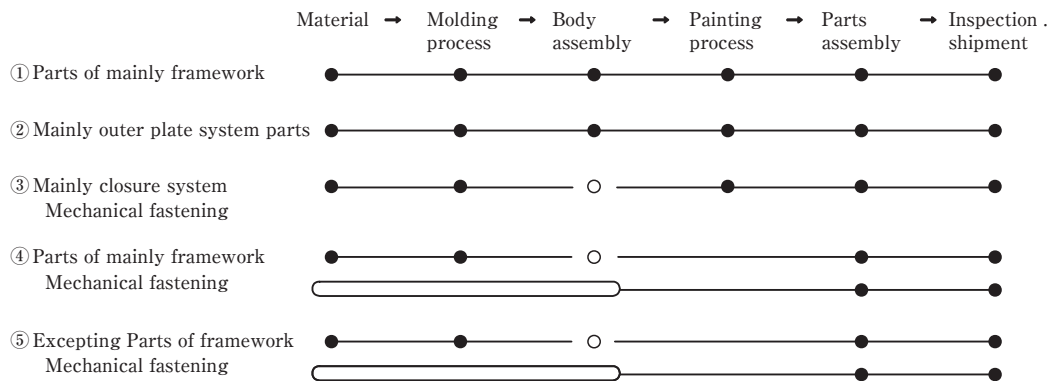 Material → Molding process → Body assembly → Painting process → Parts assembly → Inspection . shipment
① Parts of mainly framework
② Mainly outer plate system parts
③ Mainly closure system
Mechanical fastening
④ Parts of mainly framework
Mechanical fastening
⑤ Excepting Parts of framework
Mechanical fastening